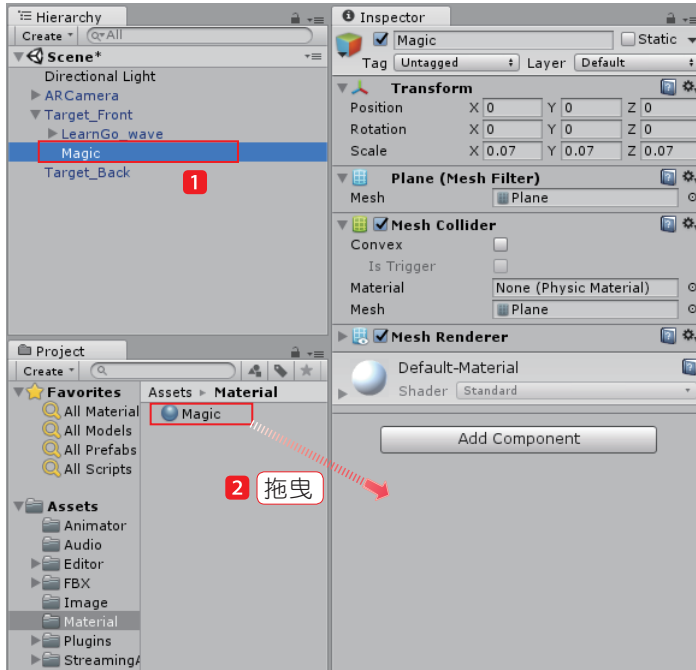 Hierarchy
Create All
Scene*
Directional Light
ARCamera
Target_Front
LearnGo_wave
Magic
Target_Back
1
Project
Create
Favorites
All Material
All Models
All Prefabs
All Scripts
Assets
Animator
Audio
Editor
FBX
Image
Material
Plugins
StreamingA
Assets Material
Magic
2 拖曳
Inspector
Magic Static
Tag Untagged Layer Default
Transform
Position X 0 Y 0 Z 0
Rotation X 0 Y 0 Z 0
Scale X 0.07 Y 0.07 Z 0.07
Plane (Mesh Filter)
Mesh Plane
Mesh Collider
Convex
Is Trigger
Material None (Physic Material)
Mesh Plane
Mesh Renderer
Default-Material
Shader Standard
Add Component